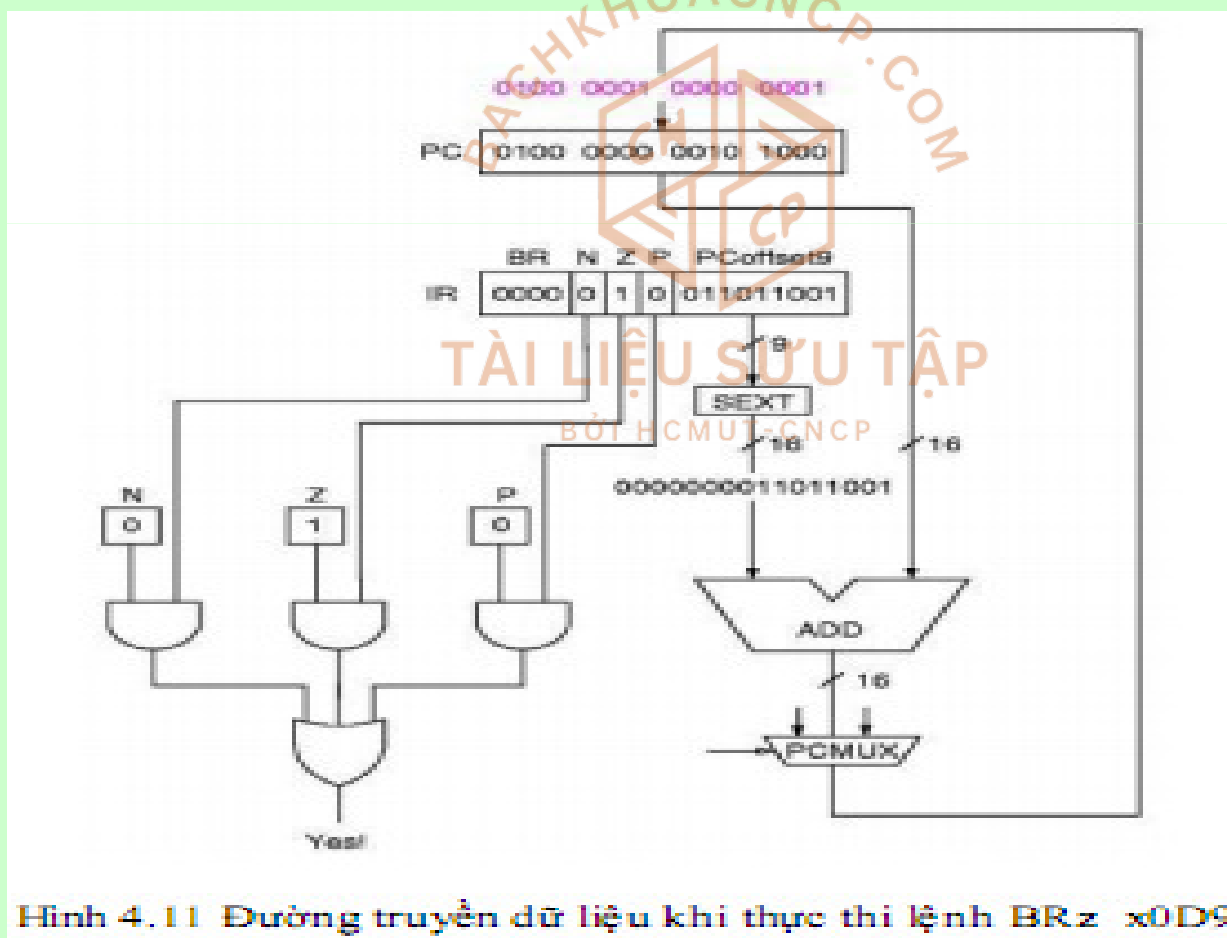 BACHKHOACNCP.COM
0100 0001 0000 0001
PC 0100 0000 0010 1000
CH
CP
BR N Z P PCoffset9
IR 0000 0 1 0 011011001
9
TÀI LIỆU SƯU TẬP
SEXT
BỞI HCMUT-CNCP
16
16
0000000011011001
N Z P
0 1 0
ADD
16
PCMUX
Yes!
Hình 4.11 Đường truyền dữ liệu khi thực thi lệnh BRz x0D9